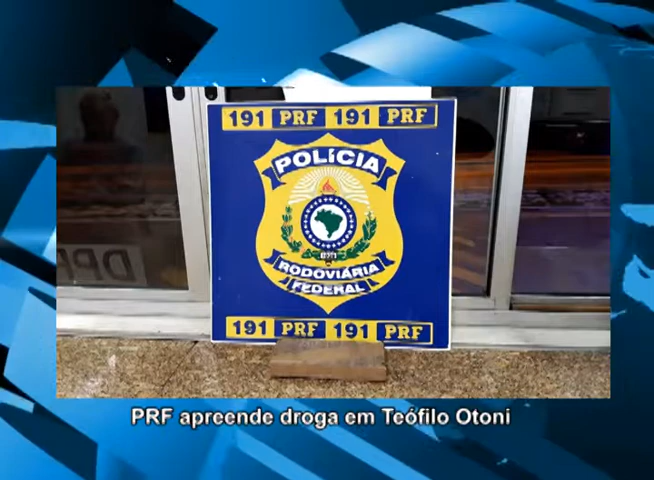 191 PRF 191 PRF
POLÍCIA
RODOVIÁRIA
FEDERAL
191 PRF 191 PRF
PRF apreende droga em Teófilo Otoni